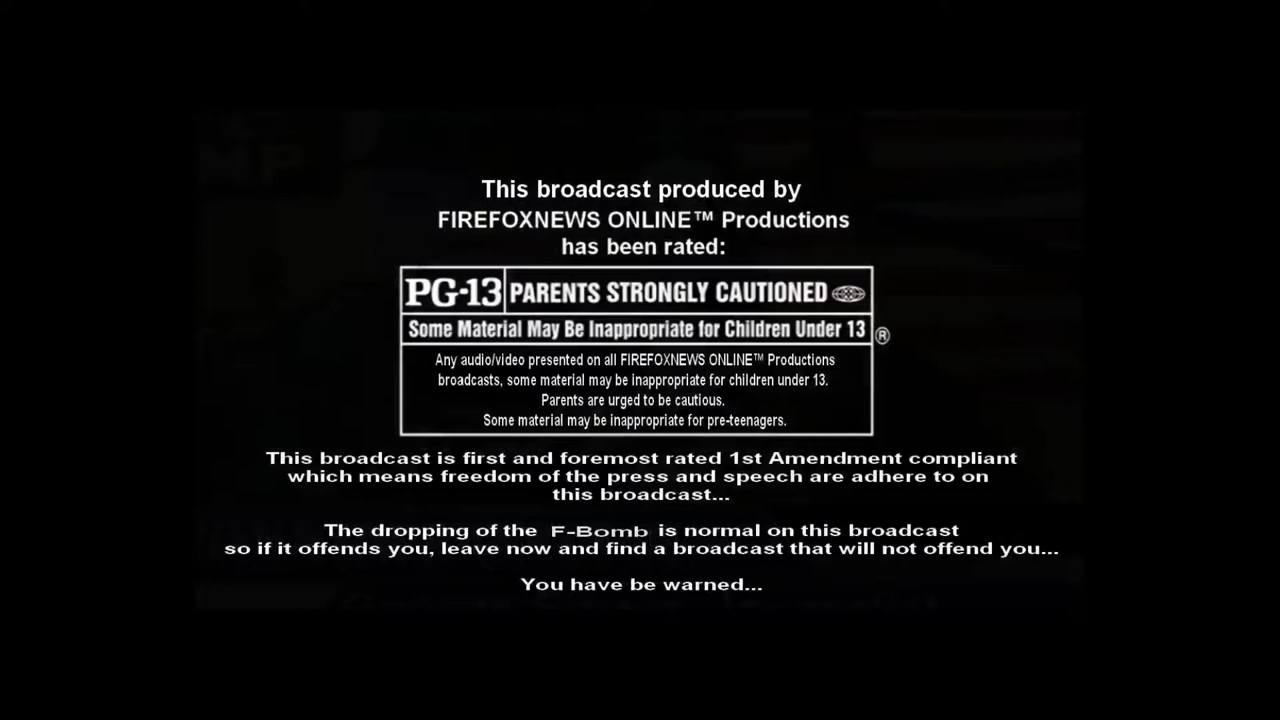 This broadcast produced by
FIREFOXNEWS ONLINE™ Productions
has been rated:
PG-13 PARENTS STRONGLY CAUTIONED
Some Material May Be Inappropriate for Children Under 13 ®
Any audio/video presented on all FIREFOXNEWS ONLINE™ Productions
broadcasts, some material may be inappropriate for children under 13.
Parents are urged to be cautious.
Some material may be inappropriate for pre-teenagers.
This broadcast is first and foremost rated 1st Amendment compliant
which means freedom of the press and speech are adhere to on
this broadcast...
The dropping of the F-Bomb is normal on this broadcast
so if it offends you, leave now and find a broadcast that will not offend you...
You have be warned...